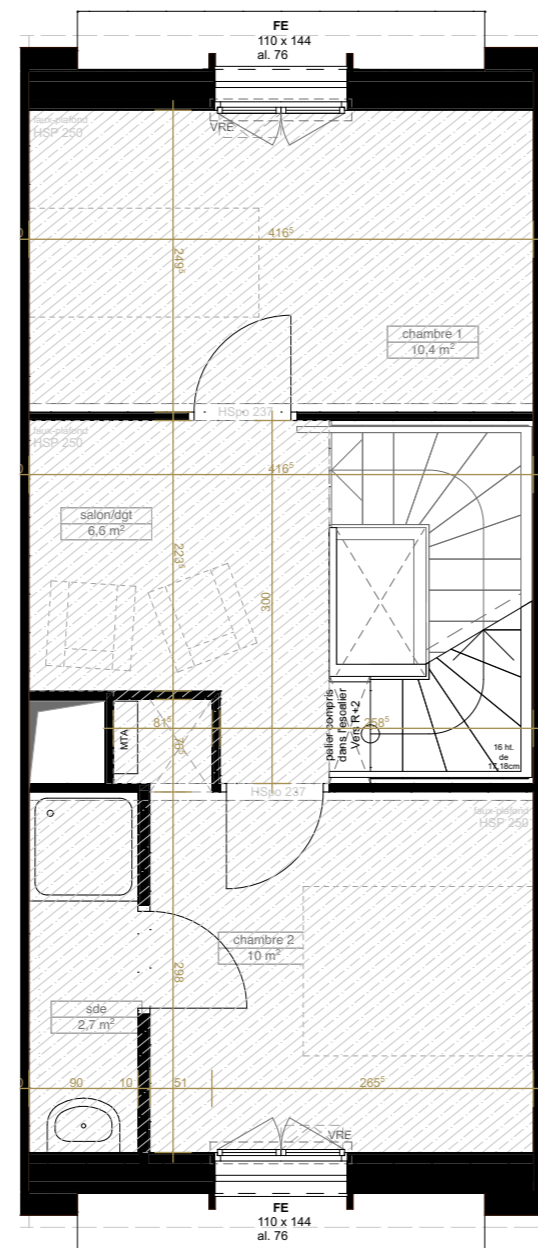 FE
110 x 144
al. 76
faux-plafond
HSP 250
VRE
416⁵
249⁵
chambre 1
10,4 m²
HSpo 237
faux-plafond
HSP 250
416⁵
salon/dgt
6,6 m²
223⁵
300
81⁵
MTA
palier compris
dans l'escalier
Vers R+2
258⁵
16 ht.
de
17,18cm
HSpo 237
faux-plafond
HSP 250
chambre 2
10 m²
298
sde
2,7 m²
90
10
51
265⁵
VRE
FE
110 x 144
al. 76